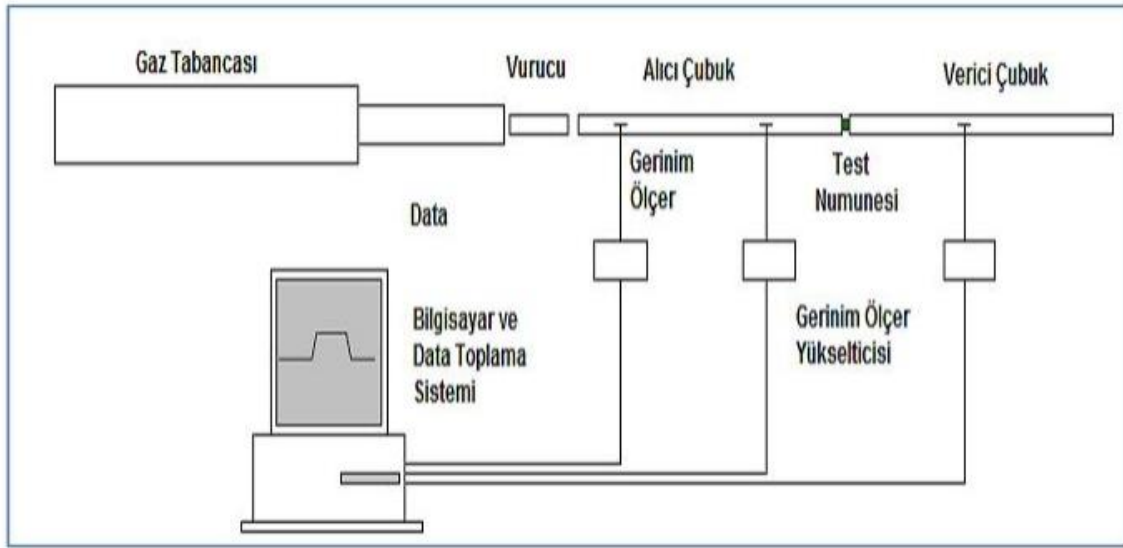 Gaz Tabancası
Vurucu
Alıcı Çubuk
Verici Çubuk
Gerinim
Ölçer
Test
Numunesi
Data
Bilgisayar ve
Data Toplama
Sistemi
Gerinim Ölçer
Yükselticisi